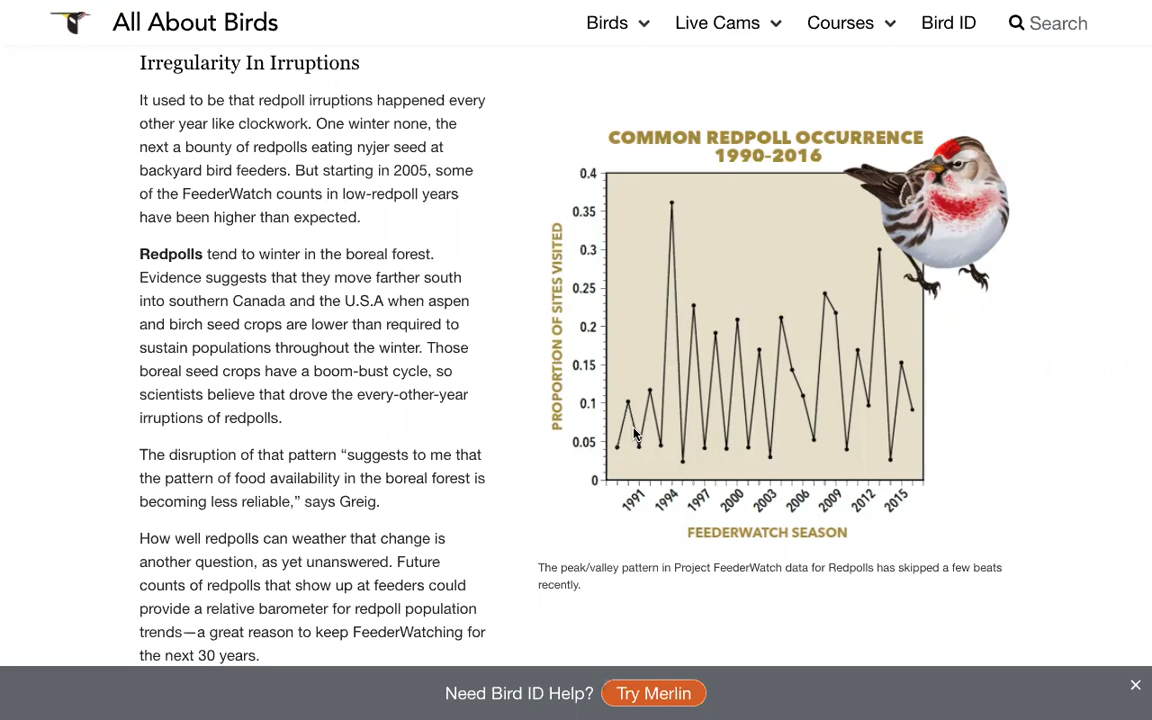 All About Birds
Birds
Live Cams
Courses
Bird ID
Search
Irregularity In Irruptions
It used to be that redpoll irruptions happened every
other year like clockwork. One winter none, the
next a bounty of redpolls eating nyjer seed at
backyard bird feeders. But starting in 2005, some
of the FeederWatch counts in low-redpoll years
have been higher than expected.
Redpolls tend to winter in the boreal forest.
Evidence suggests that they move farther south
into southern Canada and the U.S.A when aspen
and birch seed crops are lower than required to
sustain populations throughout the winter. Those
boreal seed crops have a boom-bust cycle, so
scientists believe that drove the every-other-year
irruptions of redpolls.
The disruption of that pattern “suggests to me that
the pattern of food availability in the boreal forest is
becoming less reliable,” says Greig.
How well redpolls can weather that change is
another question, as yet unanswered. Future
counts of redpolls that show up at feeders could
provide a relative barometer for redpoll population
trends—a great reason to keep FeederWatching for
the next 30 years.
COMMON REDPOLL OCCURRENCE
1990-2016
PROPORTION OF SITES VISITED
0.4
0.35
0.3
0.25
0.2
0.15
0.1
0.05
0
1991
1994
1997
2000
2003
2006
2009
2012
2015
FEEDERWATCH SEASON
The peak/valley pattern in Project FeederWatch data for Redpolls has skipped a few beats
recently.
Need Bird ID Help?
Try Merlin